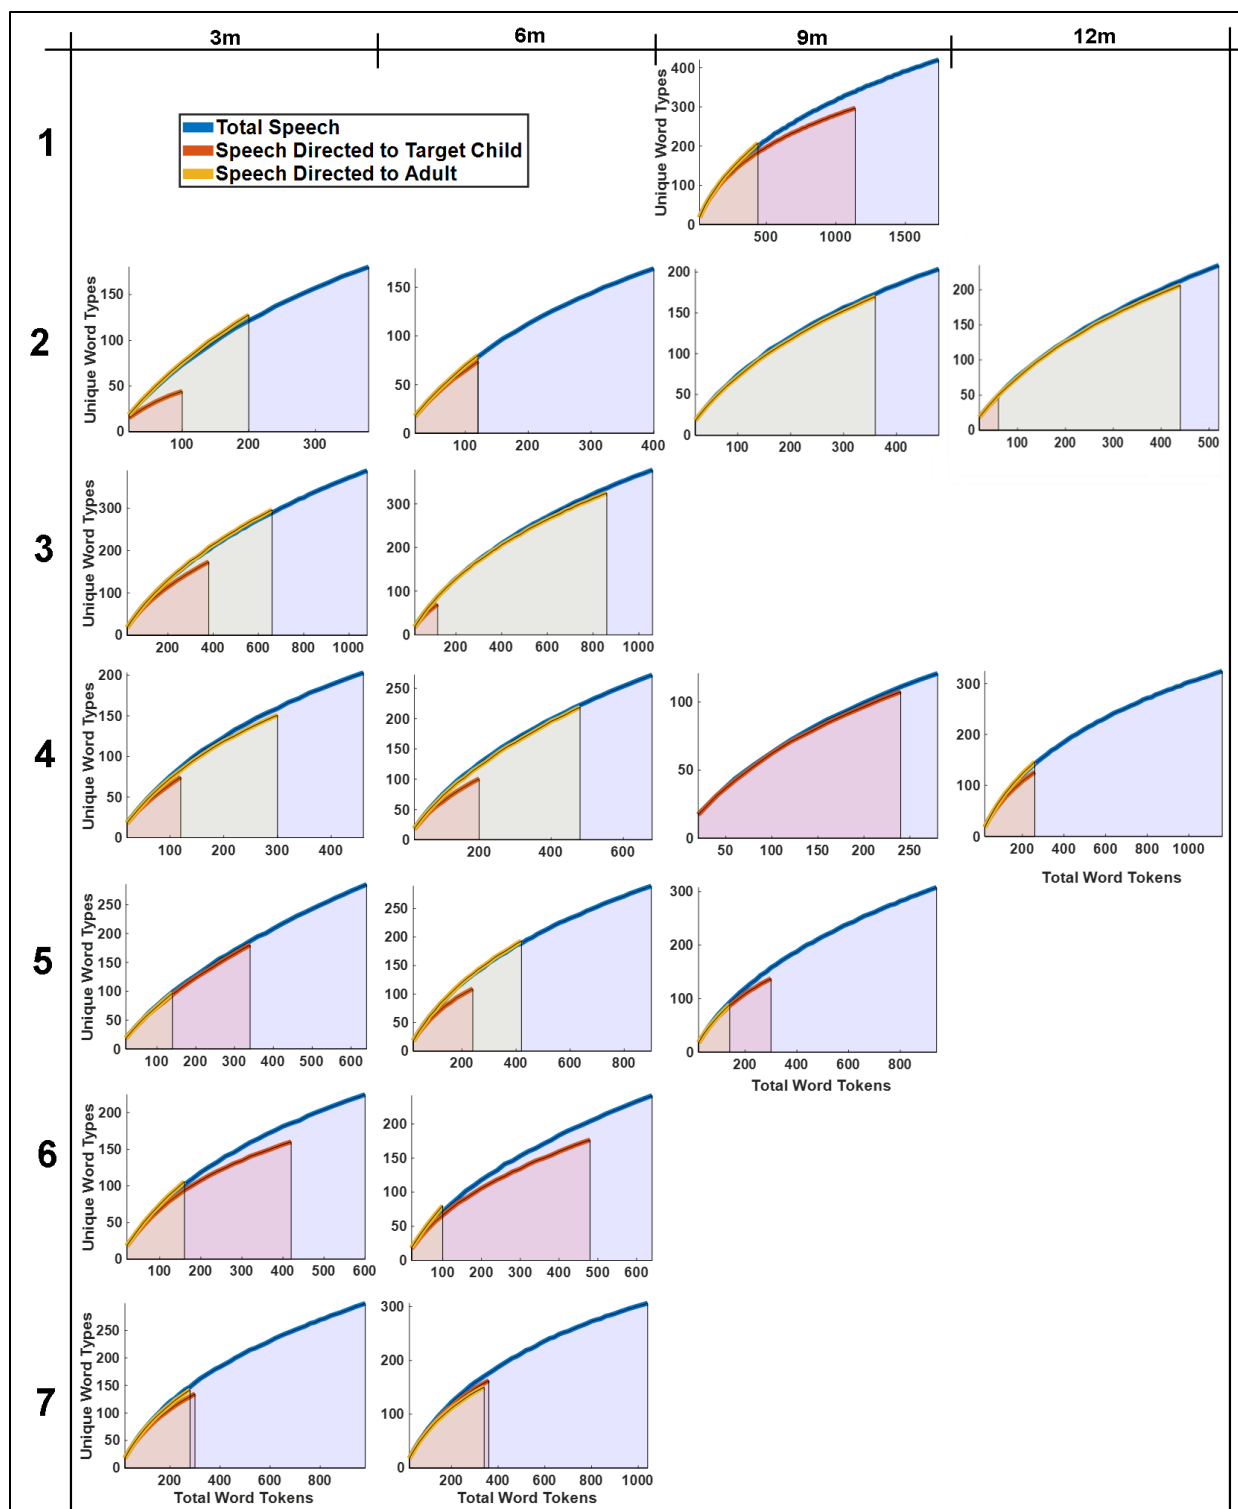 3m 6m 9m 12m
1
Total Speech
Speech Directed to Target Child
Speech Directed to Adult
Unique Word Types
400
300
200
100
0
500 1000 1500
2
Unique Word Types
150
100
50
0
100 200 300
150
100
50
0
100 200 300 400
200
150
100
50
0
100 200 300 400
200
150
100
50
0
100 200 300 400 500
3
Unique Word Types
300
200
100
0
200 400 600 800 1000
300
200
100
0
200 400 600 800 1000
4
Unique Word Types
200
150
100
50
0
100 200 300 400
250
200
150
100
50
0
200 400 600
100
50
0
50 100 150 200 250
300
200
100
0
200 400 600 800 1000
Total Word Tokens
5
Unique Word Types
250
200
150
100
50
0
100 200 300 400 500 600
250
200
150
100
50
0
200 400 600 800
300
200
100
0
200 400 600 800
Total Word Tokens
6
Unique Word Types
200
150
100
50
0
100 200 300 400 500 600
200
150
100
50
0
100 200 300 400 500 600
7
Unique Word Types
250
200
150
100
50
0
200 400 600 800
Total Word Tokens
300
200
100
0
200 400 600 800 1000
Total Word Tokens